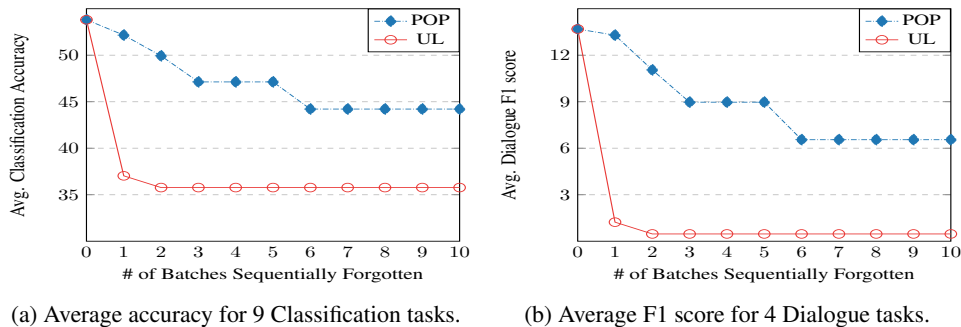 POP
UL
50
45
40
35
Avg. Classification Accuracy
0 1 2 3 4 5 6 7 8 9 10
# of Batches Sequentially Forgotten
(a) Average accuracy for 9 Classification tasks.
POP
UL
12
9
6
3
Avg. Dialogue F1 score
0 1 2 3 4 5 6 7 8 9 10
# of Batches Sequentially Forgotten
(b) Average F1 score for 4 Dialogue tasks.